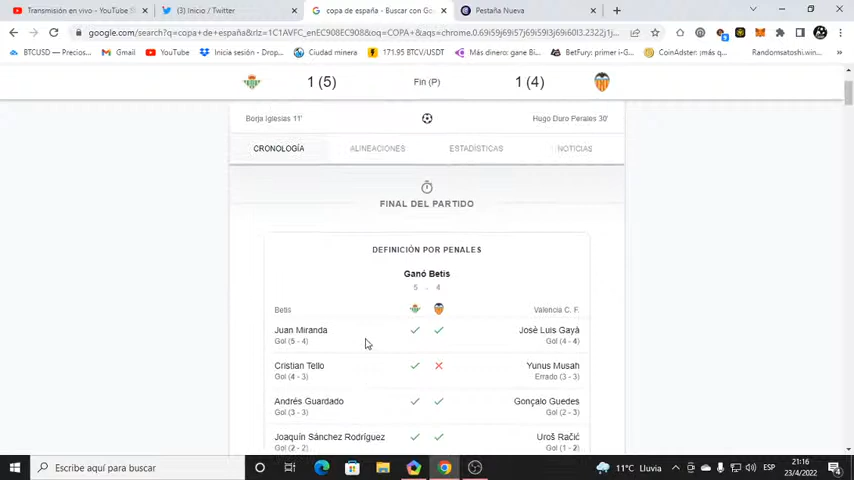 Transmisión en vivo - YouTube
(3) Inicio / Twitter
copa de españa - Buscar con Go
Pestaña Nueva
google.com/search?q=copa+de+españa&rlz=1C1AVFC_enEC908EC908&oq=COPA+&aqs=chrome.0.69i59j69i60l3.2322j1j
BTCUSD — Precios...
Gmail
YouTube
Inicia sesión - Drop...
Ciudad minera
171.95 BTCV/USDT
Más dinero: gane Bi...
BetFury: primer i-G...
CoinAdster: ¡más q...
Randomsatoshi.win...
1 (5)
Fin (P)
1 (4)
Borja Iglesias 11'
Hugo Duro Perales 30'
CRONOLOGÍA
ALINEACIONES
ESTADÍSTICAS
NOTICIAS
FINAL DEL PARTIDO
DEFINICIÓN POR PENALES
Ganó Betis
5 - 4
Betis
Valencia C. F.
Juan Miranda
José Luis Gayá
Gol (5 - 4)
Gol (4 - 4)
Cristian Tello
Yunus Musah
Gol (4 - 3)
Errado (3 - 3)
Andrés Guardado
Gonçalo Guedes
Gol (3 - 3)
Gol (2 - 3)
Joaquín Sánchez Rodríguez
Uroš Račić
Gol (2 - 2)
Gol (1 - 2)
Escribe aquí para buscar
11°C Lluvia
ESP
21:16
23/4/2022